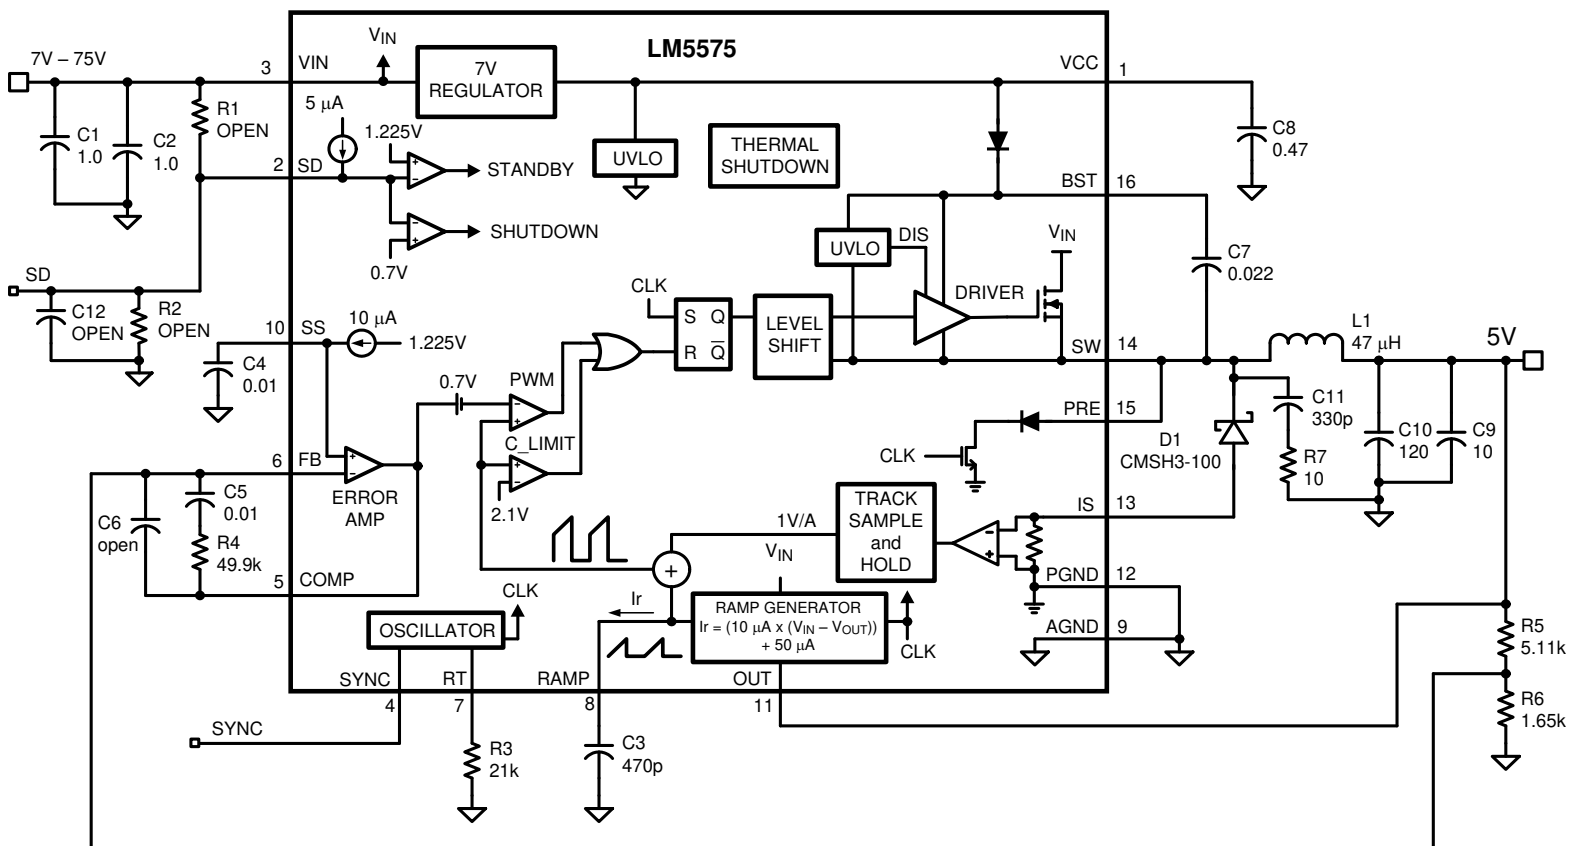 LM5575
7V – 75V
3
VIN
VIN
7V
REGULATOR
VCC
1
5 µA
R1
OPEN
C1
1.0
C2
1.0
1.225V
UVLO
THERMAL
SHUTDOWN
C8
0.47
2
SD
STANDBY
BST
16
SHUTDOWN
0.7V
UVLO
DIS
VIN
C7
0.022
SD
C12
OPEN
R2
OPEN
CLK
DRIVER
S Q
R Q̅
LEVEL
SHIFT
10
SS
10 µA
1.225V
SW
14
L1
47 µH
5V
C4
0.01
0.7V
PWM
PRE
15
C11
330p
D1
CMSH3-100
C10
120
C9
10
C_LIMIT
CLK
R7
10
6
FB
ERROR
AMP
2.1V
C5
0.01
C6
open
R4
49.9k
1V/A
TRACK
SAMPLE
and
HOLD
IS
13
VIN
5
COMP
CLK
PGND
12
Ir
RAMP GENERATOR
Ir = (10 µA x (VIN – VOUT))
+ 50 µA
CLK
AGND
9
OSCILLATOR
R5
5.11k
SYNC
RT
RAMP
OUT
4
7
8
11
R6
1.65k
SYNC
R3
21k
C3
470p